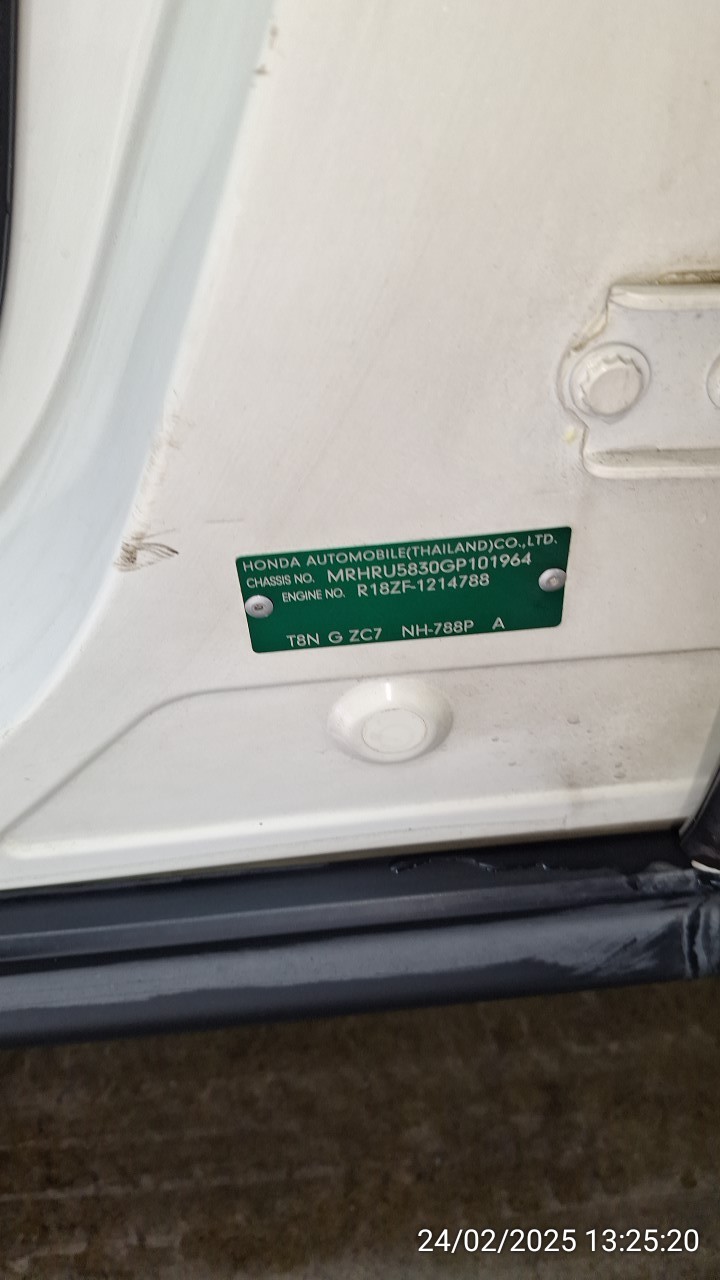 HONDA AUTOMOBILE(THAILAND)CO.,LTD.
CHASSIS NO. MRHRU5830GP101964
ENGINE NO. R18ZF-1214788
T8N G ZC7 NH-788P A
24/02/2025 13:25:20